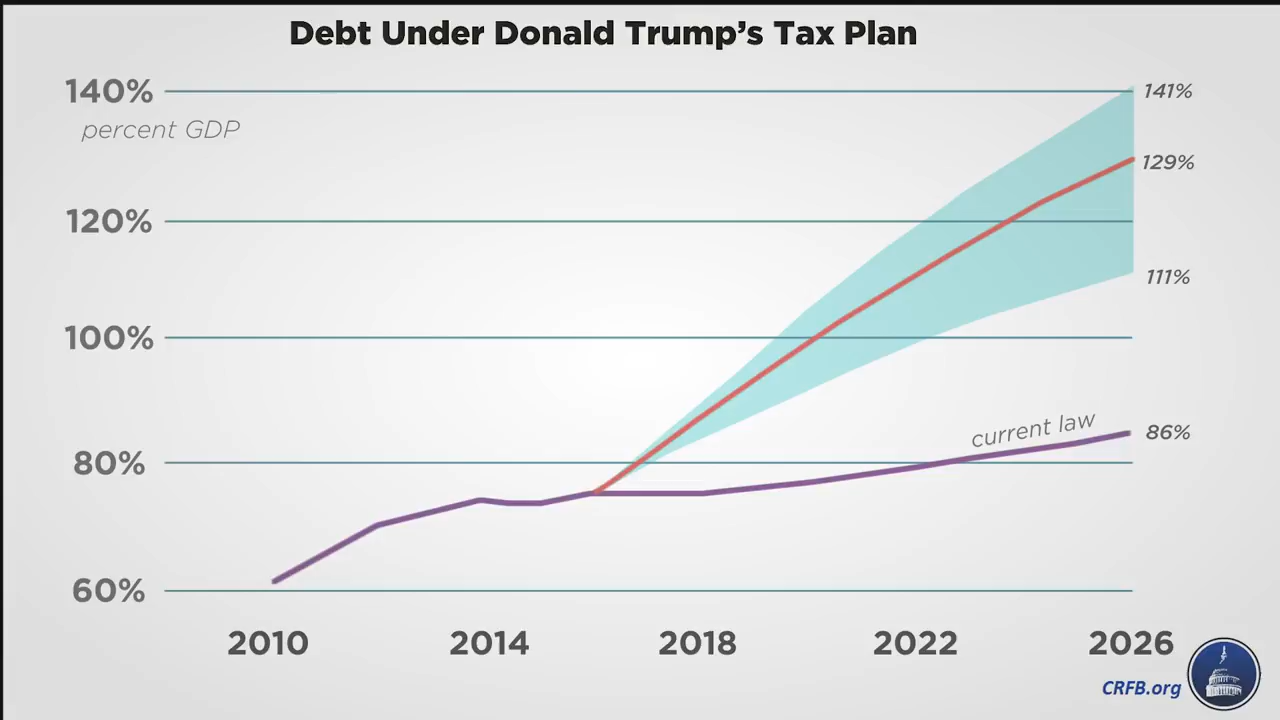 Debt Under Donald Trump’s Tax Plan
140%
percent GDP
120%
100%
80%
60%
141%
129%
111%
current law
86%
2010 2014 2018 2022 2026
CRFB.org